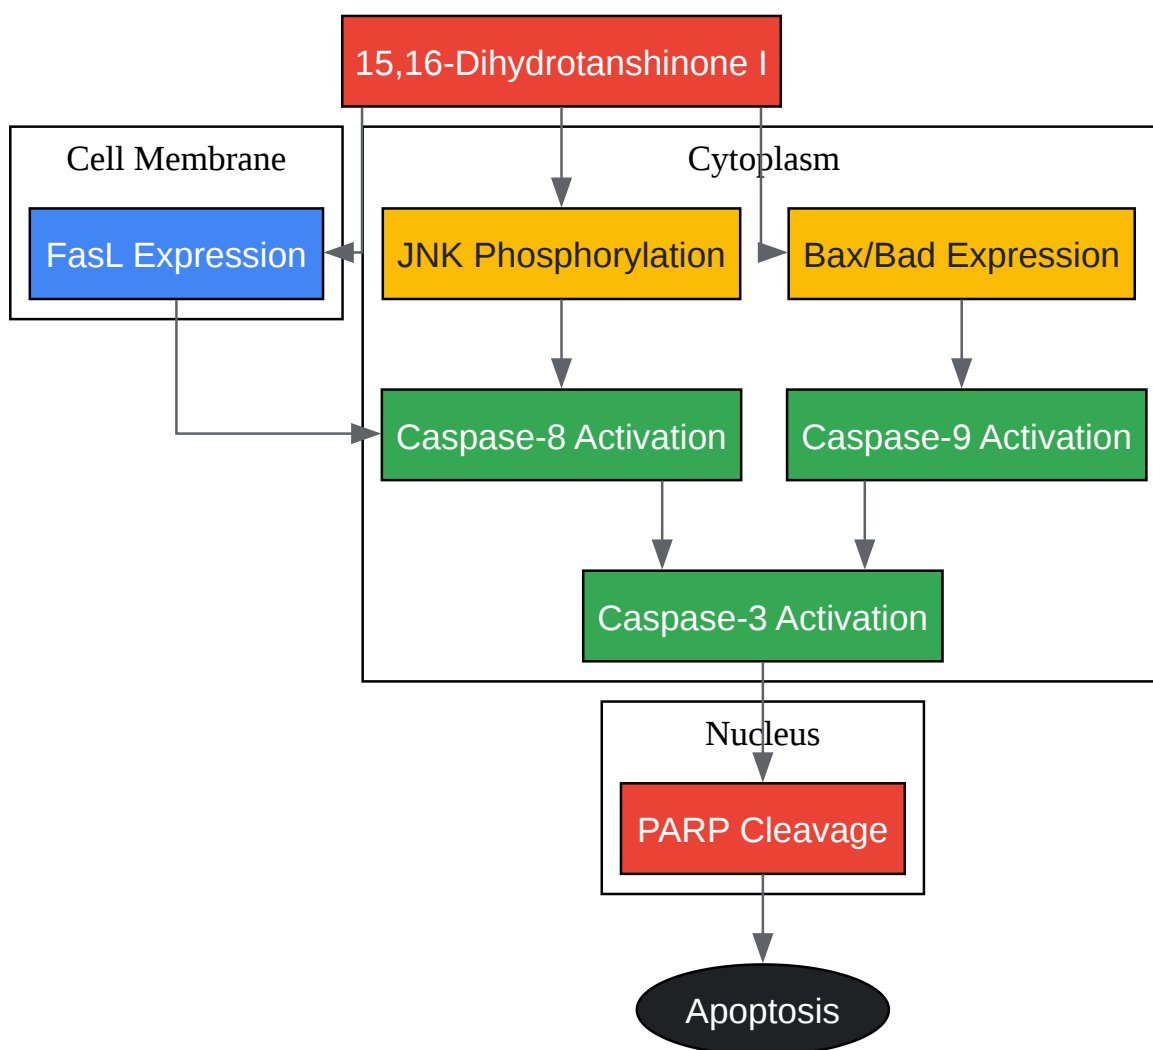 15,16-Dihydrotanshinone I
Cell Membrane
Cytoplasm
FasL Expression
JNK Phosphorylation
Bax/Bad Expression
Caspase-8 Activation
Caspase-9 Activation
Caspase-3 Activation
Nucleus
PARP Cleavage
Apoptosis